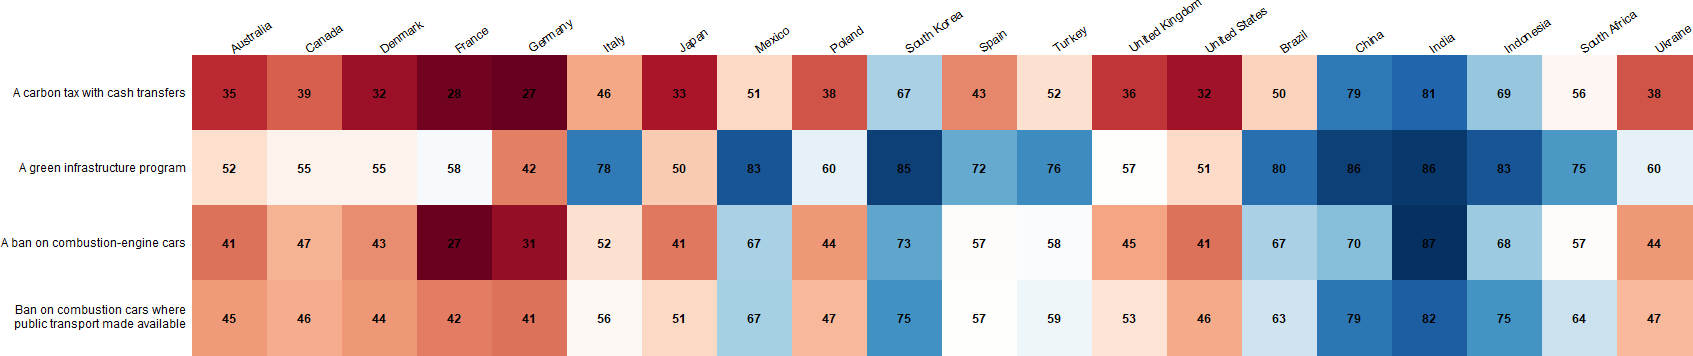 Australia Canada Denmark France Germany Italy Japan Mexico Poland South Korea Spain Turkey United Kingdom United States Brazil China India Indonesia South Africa Ukraine
A carbon tax with cash transfers 35 39 32 28 27 46 33 51 38 67 43 52 36 32 50 79 81 69 56 38
A green infrastructure program 52 55 55 58 42 78 50 83 60 85 72 76 57 51 80 86 86 83 75 60
A ban on combustion-engine cars 41 47 43 27 31 52 41 67 44 73 57 58 45 41 67 70 87 68 57 44
Ban on combustion cars where
public transport made available 45 46 44 42 41 56 51 67 47 75 57 59 53 46 63 79 82 75 64 47